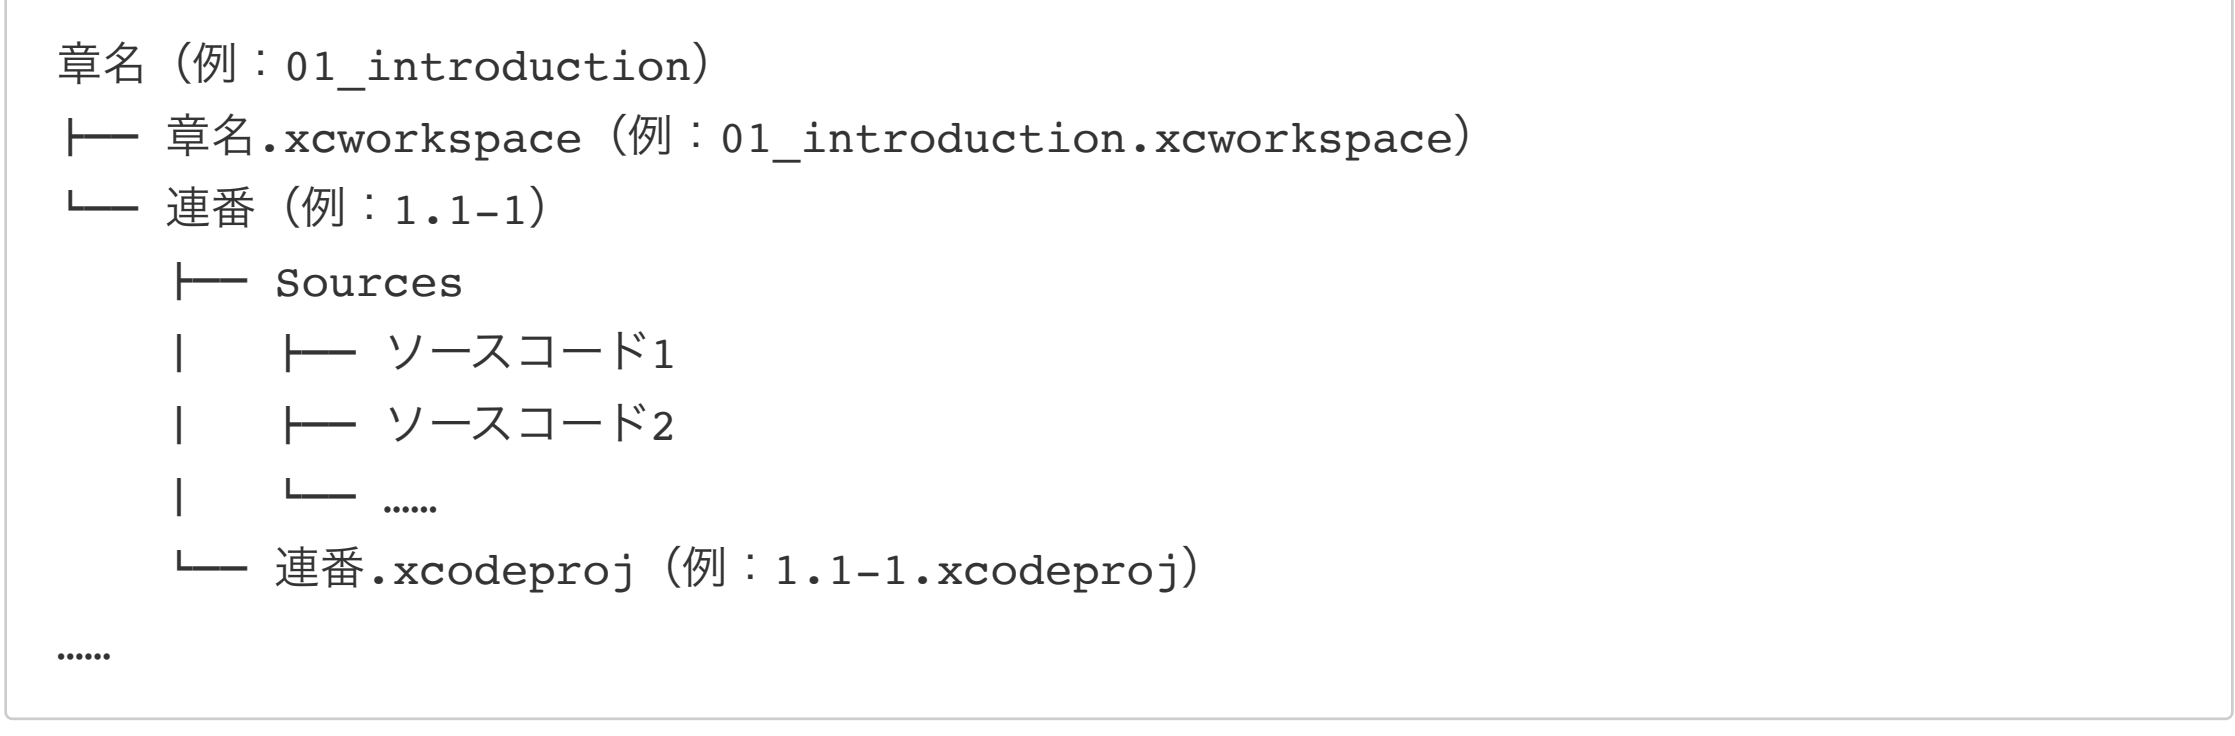 章名（例：01_introduction）
├── 章名.xcworkspace（例：01_introduction.xcworkspace）
└── 連番（例：1.1-1）
    ├── Sources
    │   ├── ソースコード1
    │   ├── ソースコード2
    │   └── ……
    └── 連番.xcodeproj（例：1.1-1.xcodeproj）
……